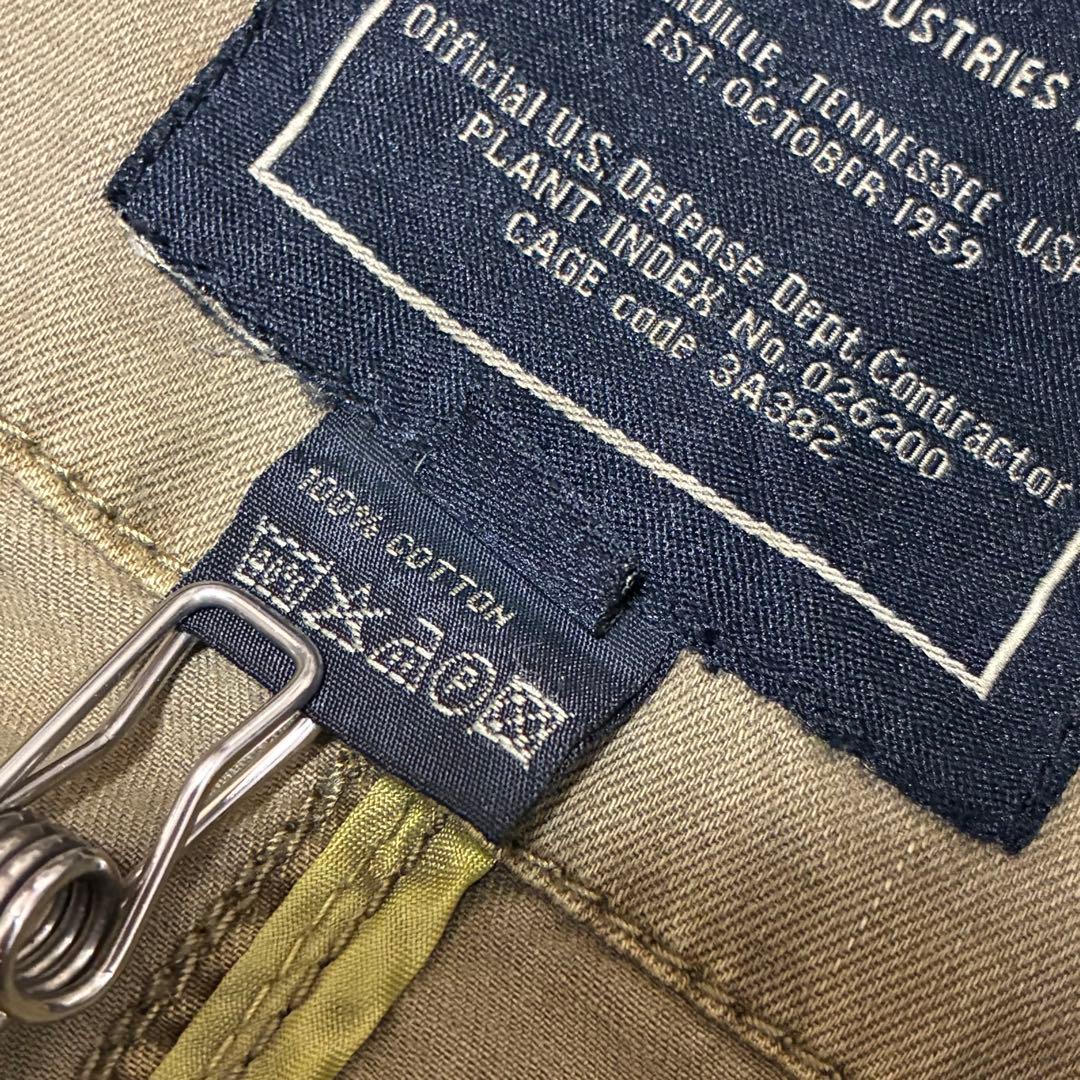 DUSTRIES
VILLE, TENNESSEE USA
EST. OCTOBER 1959
Official U.S. Defense Dept. Contractor
PLANT INDEX No. 026200
CAGE code 3A382
100% COTTON